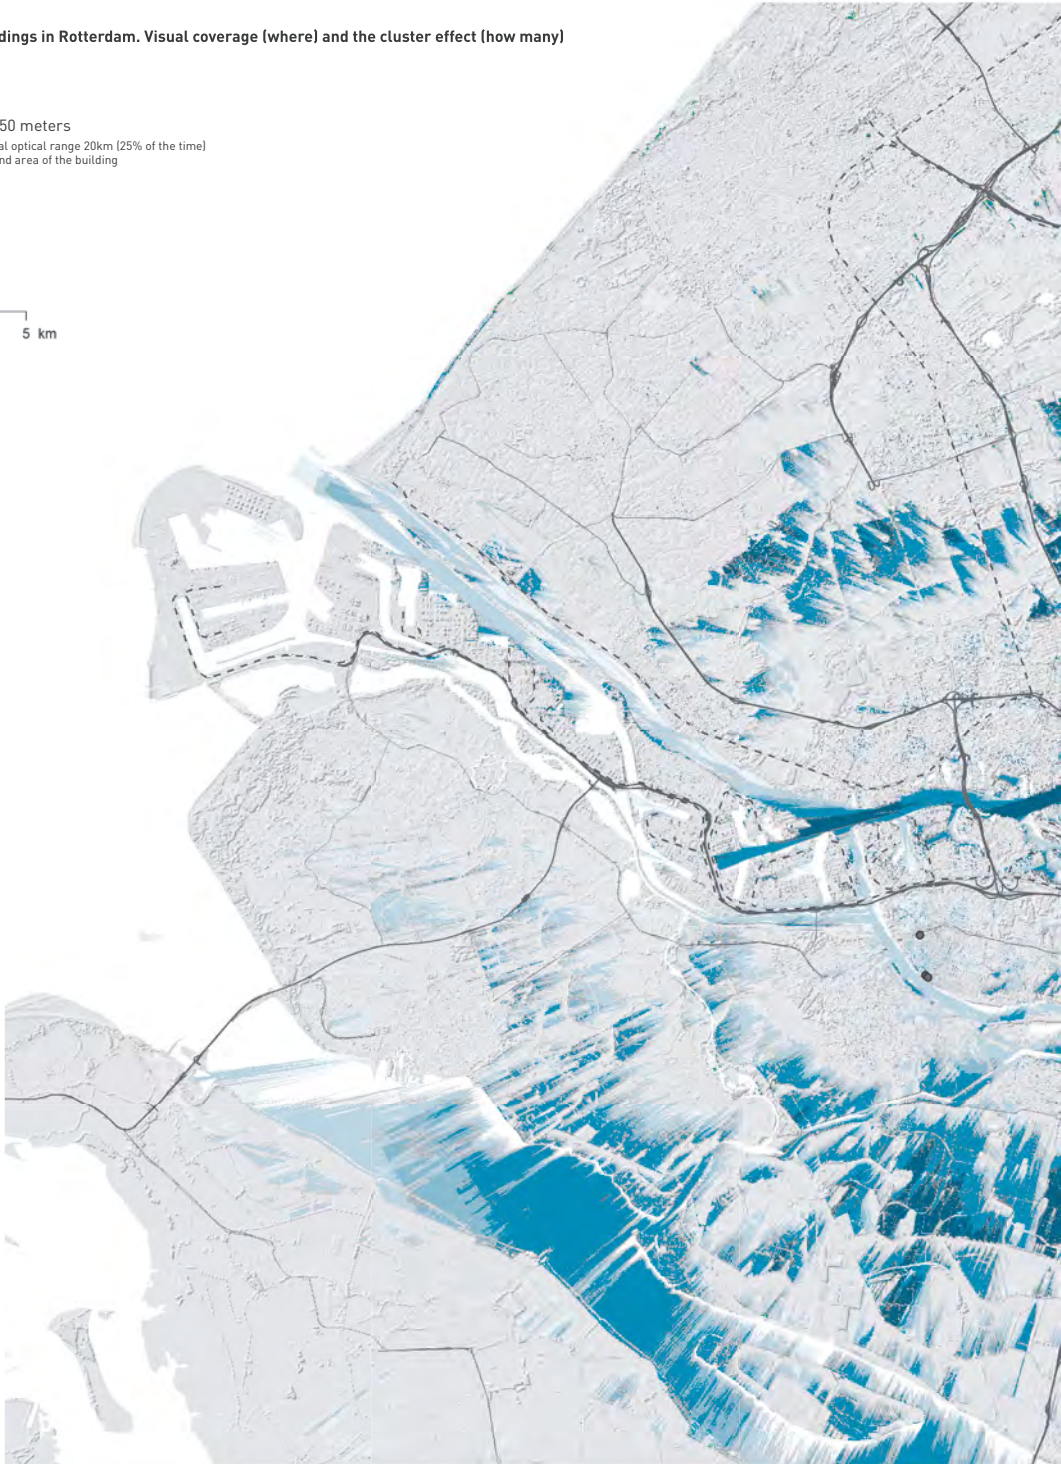 dings in Rotterdam. Visual coverage (where) and the cluster effect (how many)
50 meters
al optical range 20km (25% of the time)
nd area of the building
5 km